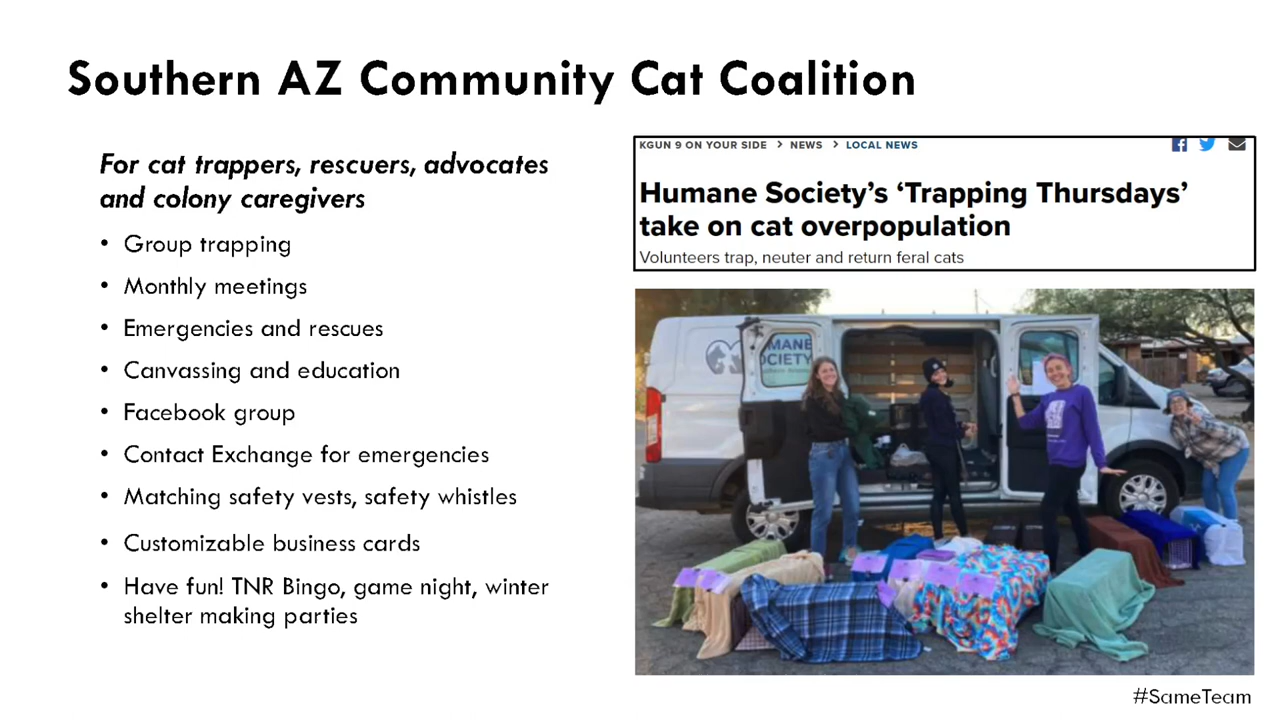 Southern AZ Community Cat Coalition
For cat trappers, rescuers, advocates
and colony caregivers
• Group trapping
• Monthly meetings
• Emergencies and rescues
• Canvassing and education
• Facebook group
• Contact Exchange for emergencies
• Matching safety vests, safety whistles
• Customizable business cards
• Have fun! TNR Bingo, game night, winter
shelter making parties
KGUN 9 ON YOUR SIDE > NEWS > LOCAL NEWS
Humane Society’s ‘Trapping Thursdays’
take on cat overpopulation
Volunteers trap, neuter and return feral cats
MANE
OCIETY
#SameTeam